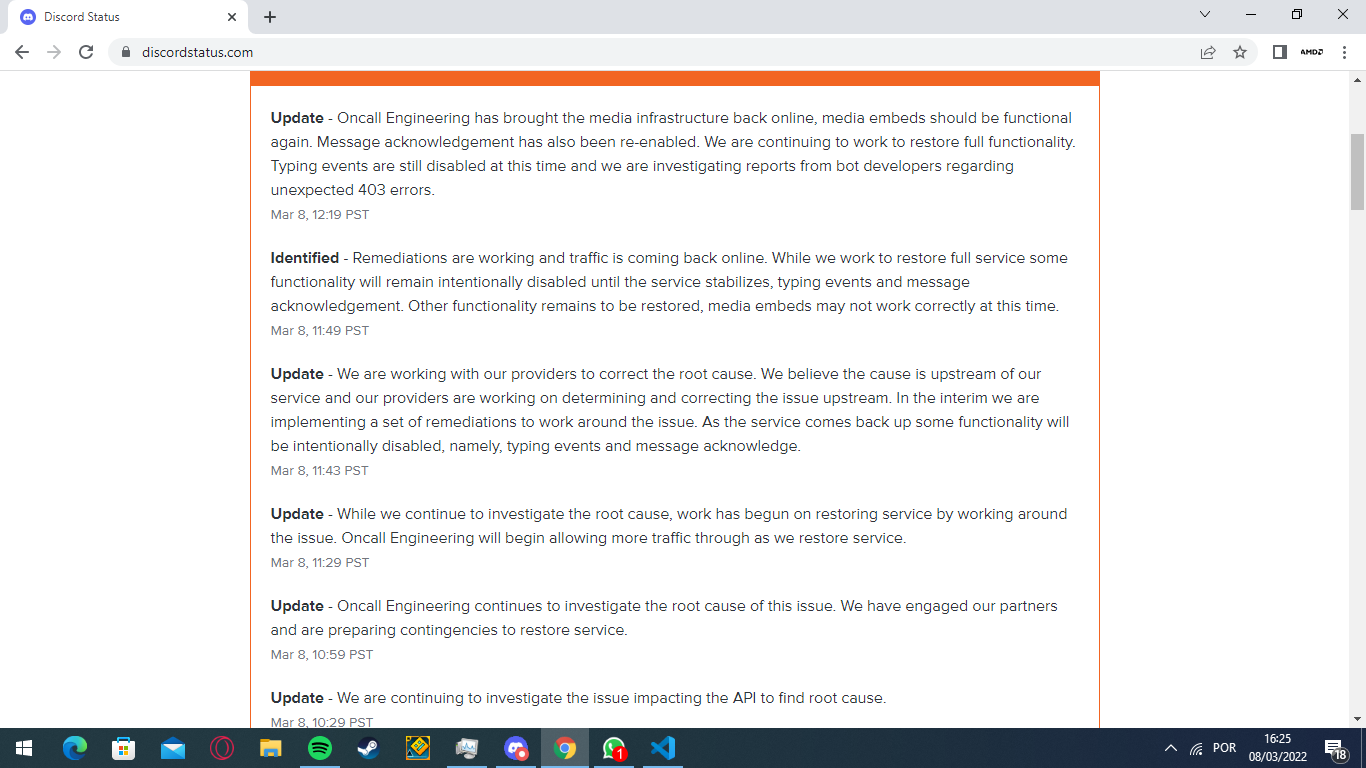 Discord Status
discordstatus.com
AMD
Update - Oncall Engineering has brought the media infrastructure back online, media embeds should be functional
again. Message acknowledgement has also been re-enabled. We are continuing to work to restore full functionality.
Typing events are still disabled at this time and we are investigating reports from bot developers regarding
unexpected 403 errors.
Mar 8, 12:19 PST
Identified - Remediations are working and traffic is coming back online. While we work to restore full service some
functionality will remain intentionally disabled until the service stabilizes, typing events and message
acknowledgement. Other functionality remains to be restored, media embeds may not work correctly at this time.
Mar 8, 11:49 PST
Update - We are working with our providers to correct the root cause. We believe the cause is upstream of our
service and our providers are working on determining and correcting the issue upstream. In the interim we are
implementing a set of remediations to work around the issue. As the service comes back up some functionality will
be intentionally disabled, namely, typing events and message acknowledge.
Mar 8, 11:43 PST
Update - While we continue to investigate the root cause, work has begun on restoring service by working around
the issue. Oncall Engineering will begin allowing more traffic through as we restore service.
Mar 8, 11:29 PST
Update - Oncall Engineering continues to investigate the root cause of this issue. We have engaged our partners
and are preparing contingencies to restore service.
Mar 8, 10:59 PST
Update - We are continuing to investigate the issue impacting the API to find root cause.
Mar 8, 10:29 PST
1
POR
16:25
08/03/2022
18